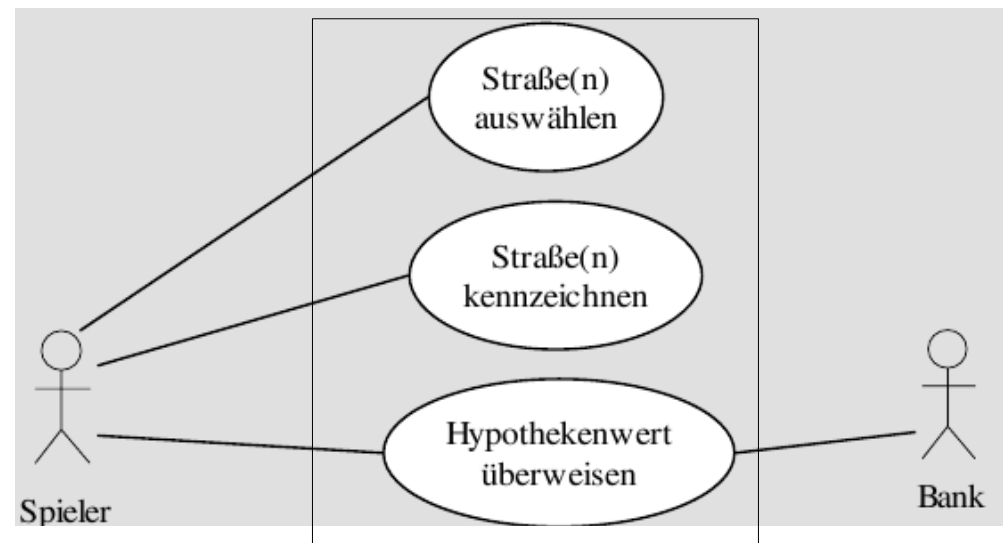 Straße(n)
auswählen
Straße(n)
kennzeichnen
Hypothekenwert
überweisen
Spieler
Bank